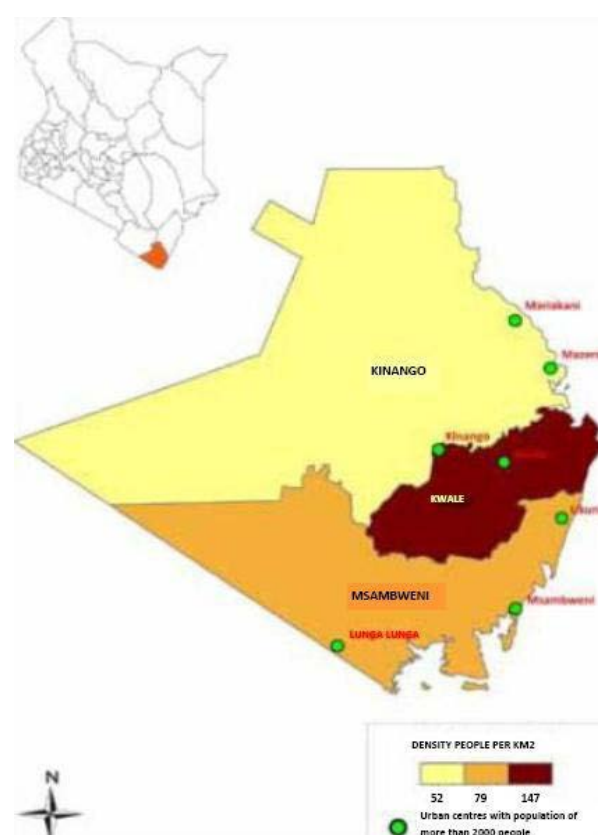 Mariakani
KINANGO
Kinango
KWALE
MSAMBWENI
Msambweni
LUNGA LUNGA
DENSITY PEOPLE PER KM2
52 79 147
N
Urban centres with population of
more than 2000 people